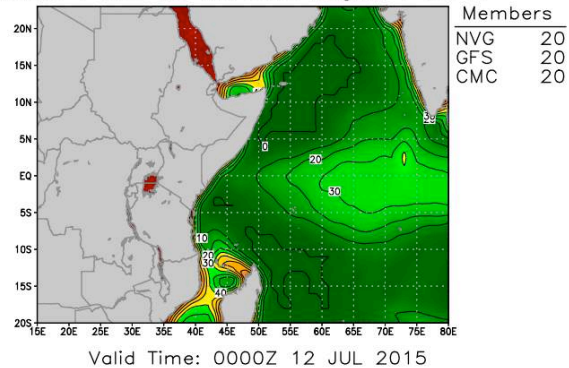 Members
NVG 20
GFS 20
CMC 20
20N
15N
10N
5N
EQ
5S
10S
15S
20S
0
20
30
10
20
30
40
15E 20E 25E 30E 35E 40E 45E 50E 55E 60E 65E 70E 75E 80E
Valid Time: 0000Z 12 JUL 2015